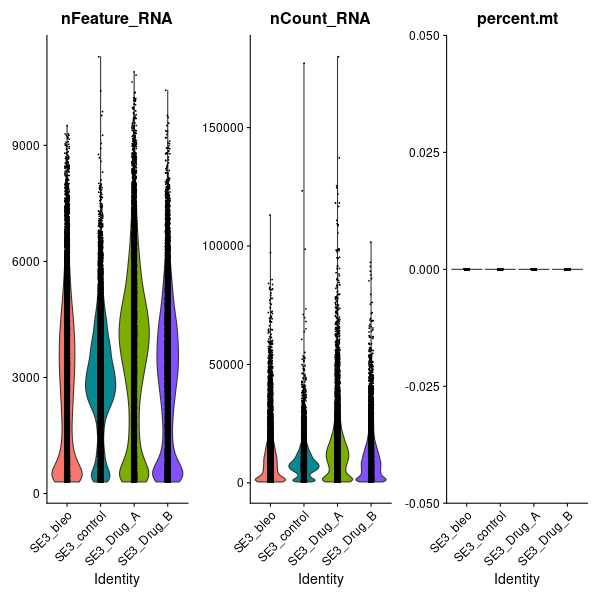 nFeature_RNA
9000
6000
3000
0
SE3_bleo
SE3_control
SE3_Drug_A
SE3_Drug_B
Identity
nCount_RNA
150000
100000
50000
0
SE3_bleo
SE3_control
SE3_Drug_A
SE3_Drug_B
Identity
percent.mt
0.050
0.025
0.000
-0.025
-0.050
SE3_bleo
SE3_control
SE3_Drug_A
SE3_Drug_B
Identity